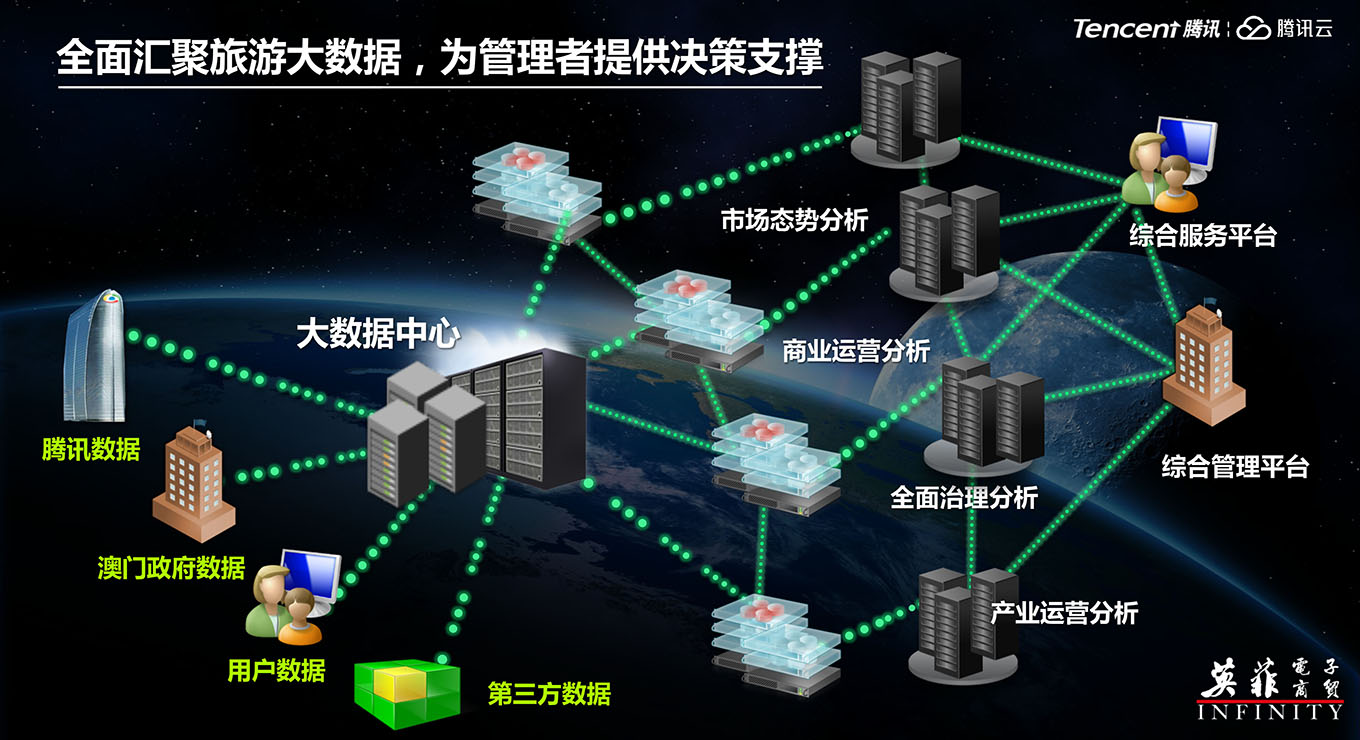 全面汇聚旅游大数据，为管理者提供决策支撑
Tencent 腾讯 腾讯云
市场态势分析
综合服务平台
大数据中心
商业运营分析
腾讯数据
综合管理平台
全面治理分析
澳门政府数据
产业运营分析
用户数据
第三方数据
英菲 電子商貿
INFINITY